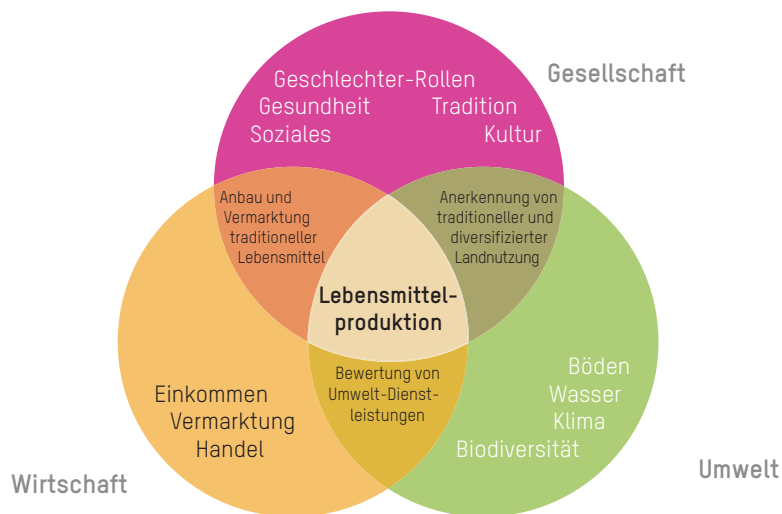 Gesellschaft
Geschlechter-Rollen
Gesundheit Tradition
Soziales Kultur
Anbau und
Vermarktung
traditioneller
Lebensmittel
Anerkennung von
traditioneller und
diversifizierter
Landnutzung
Lebensmittel-
produktion
Bewertung von
Umwelt-Dienst-
leistungen
Einkommen
Vermarktung
Handel
Böden
Wasser
Klima
Biodiversität
Wirtschaft
Umwelt